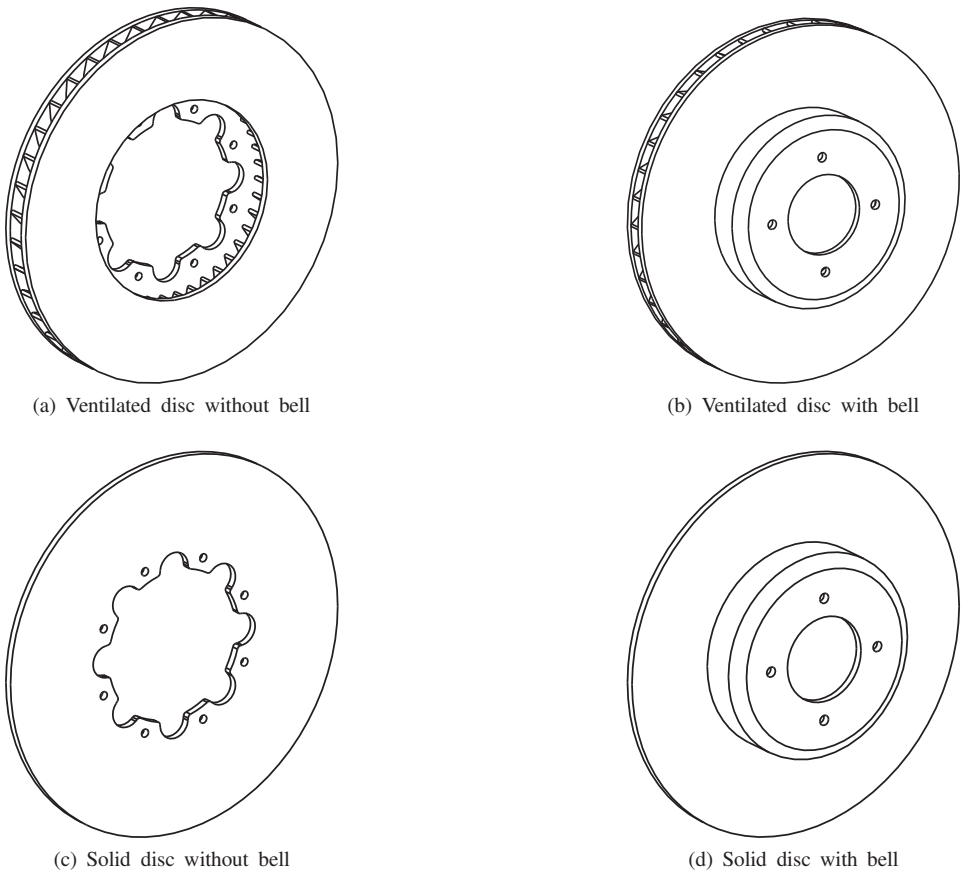 (a) Ventilated disc without bell
(b) Ventilated disc with bell
(c) Solid disc without bell
(d) Solid disc with bell